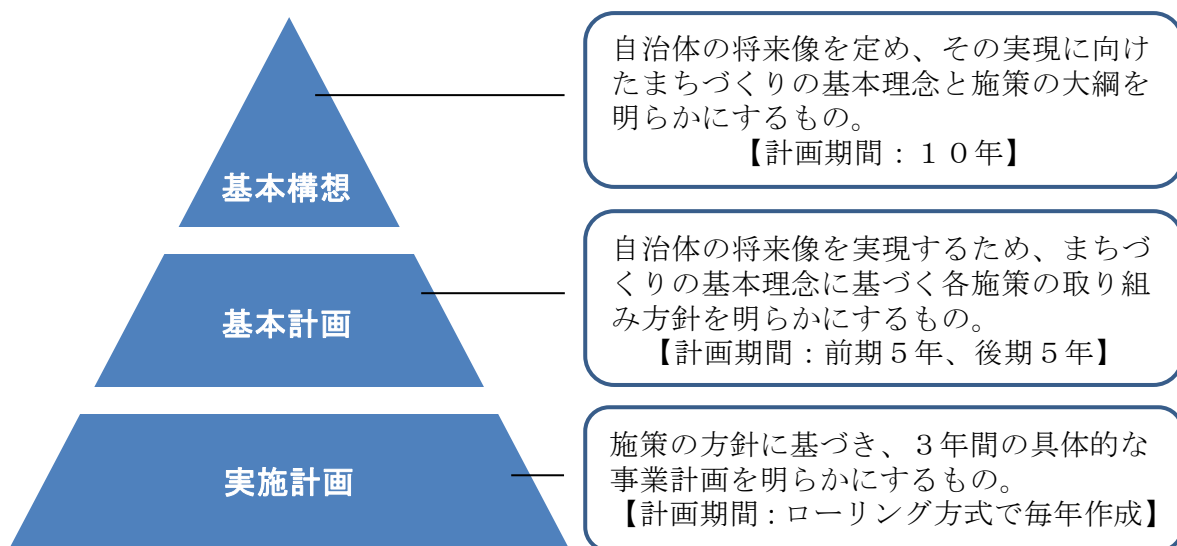 自治体の将来像を定め、その実現に向け
たまちづくりの基本理念と施策の大綱を
明らかにするもの。
【計画期間：１０年】
基本構想
自治体の将来像を実現するため、まちづ
くりの基本理念に基づく各施策の取り組
み方針を明らかにするもの。
【計画期間：前期５年、後期５年】
基本計画
施策の方針に基づき、３年間の具体的な
事業計画を明らかにするもの。
【計画期間：ローリング方式で毎年作成】
実施計画